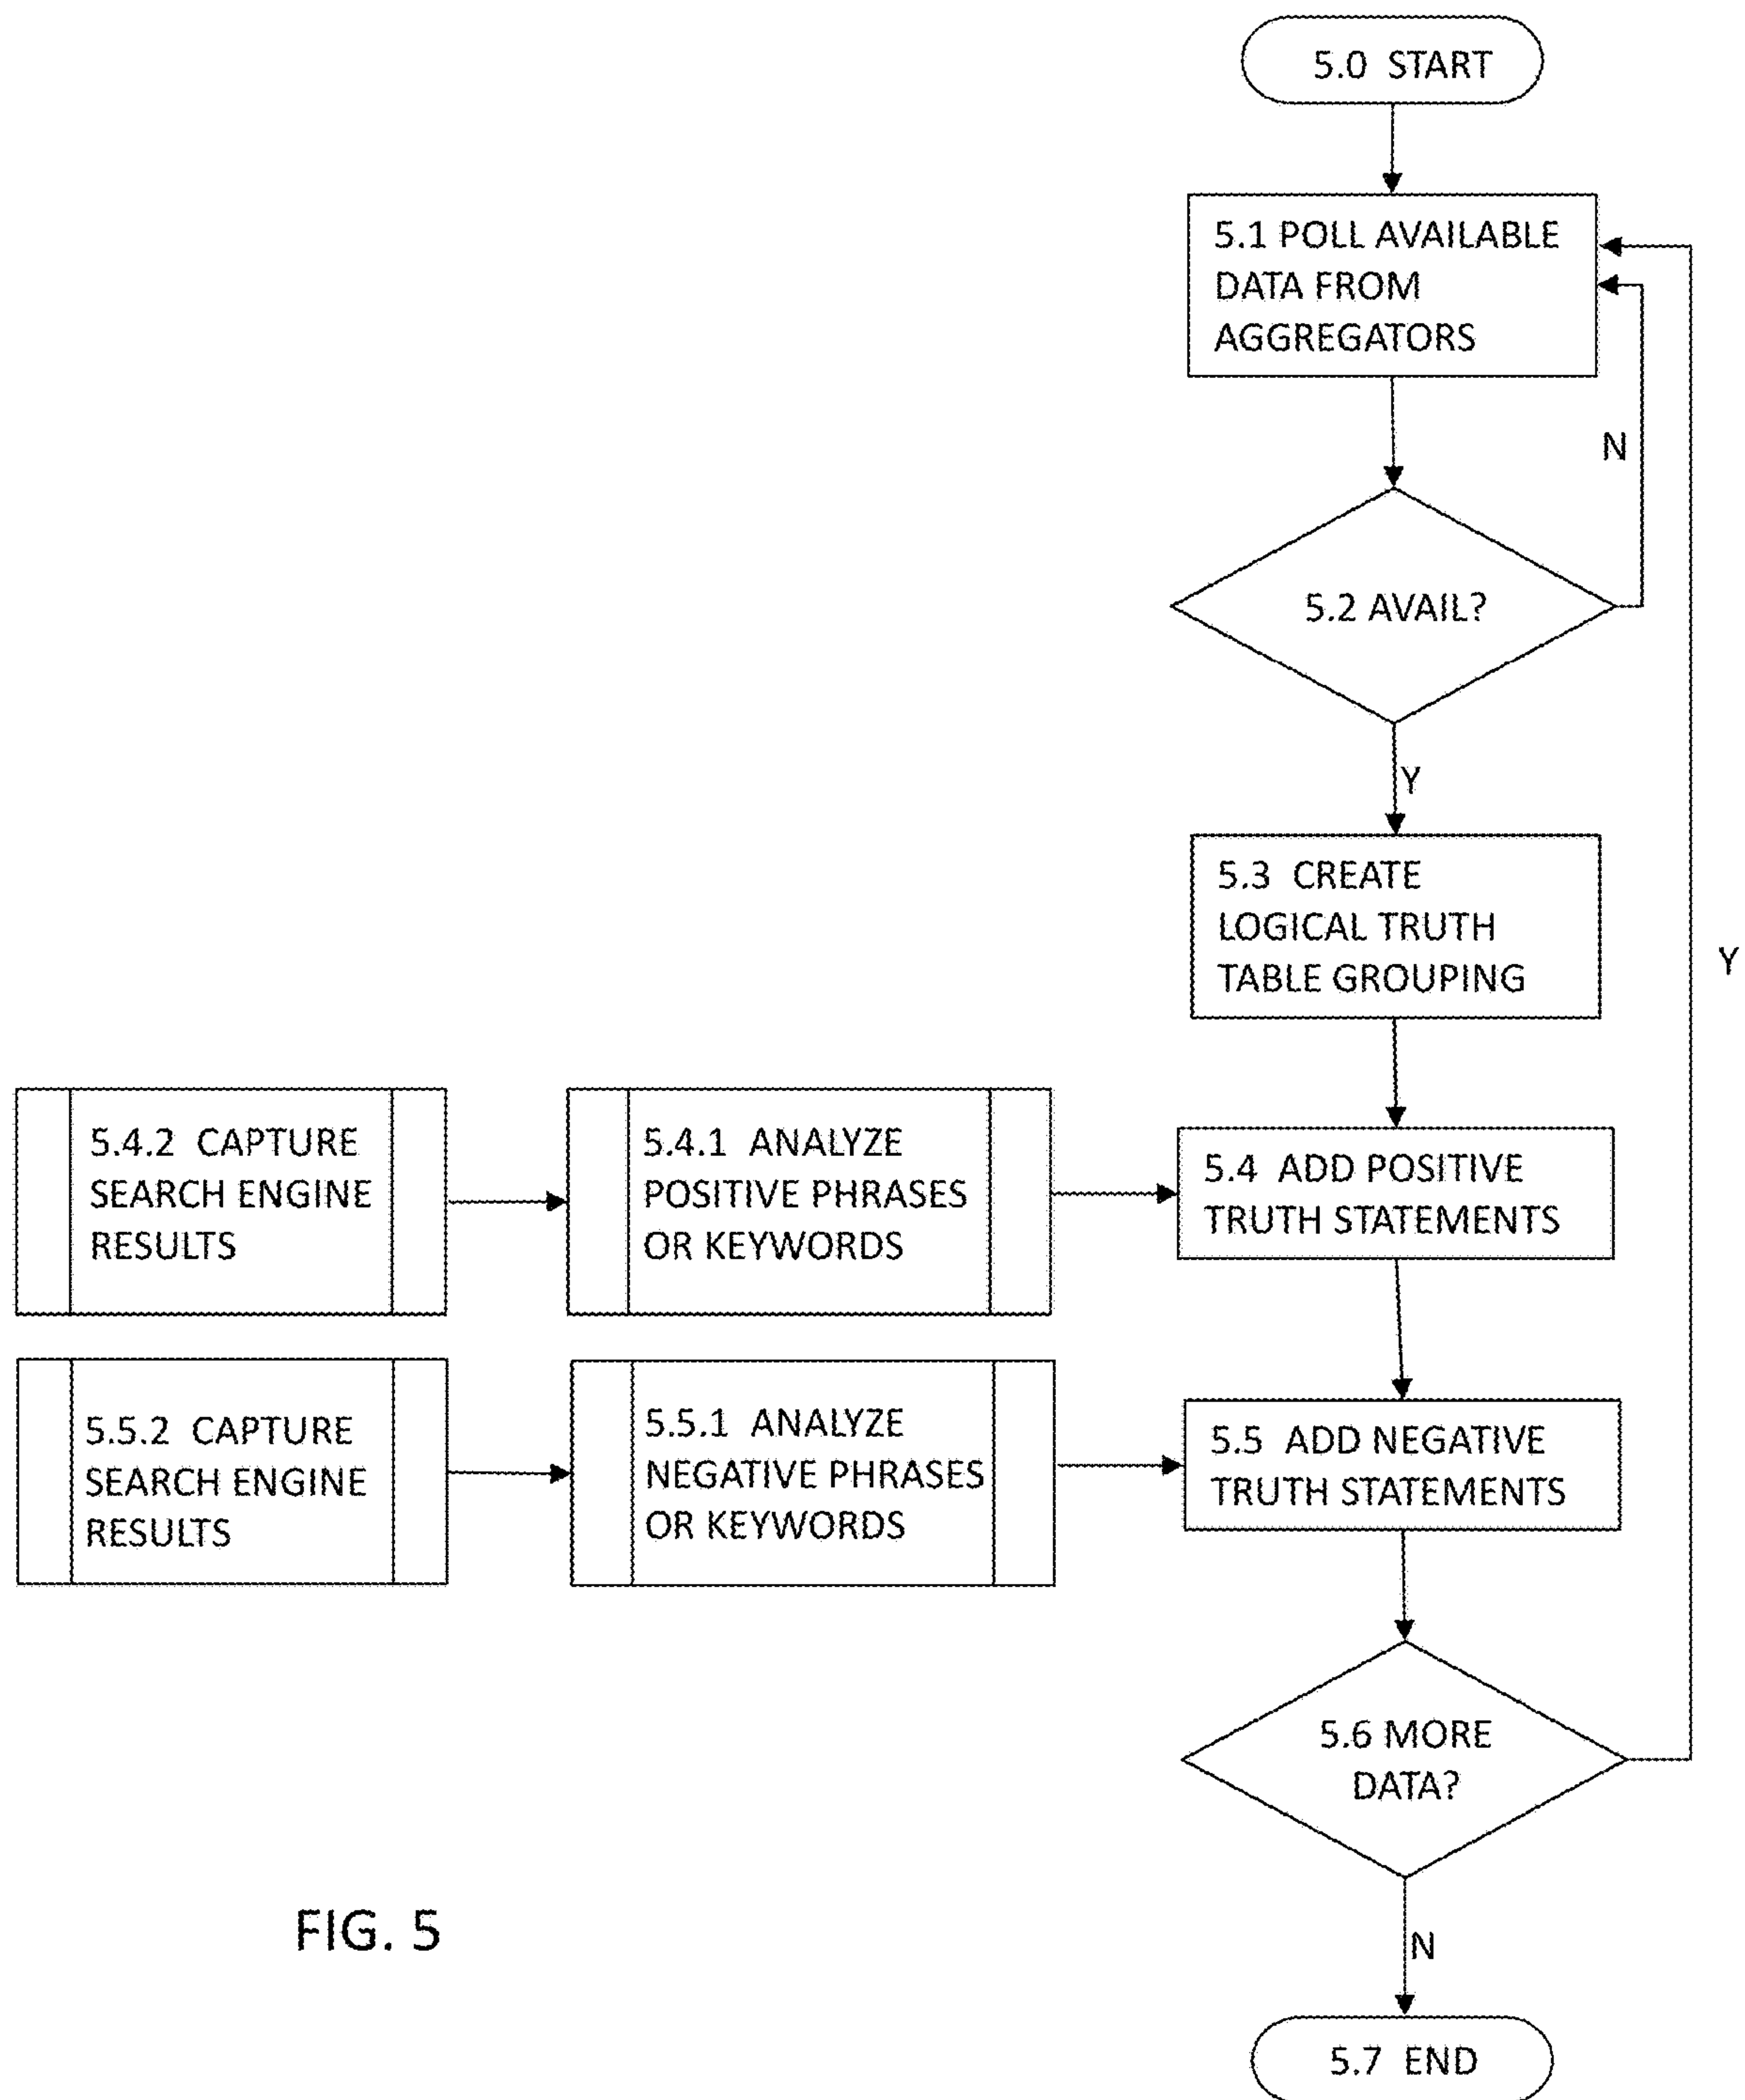 5.0 START
5.1 POLL AVAILABLE
DATA FROM
AGGREGATORS
N
5.2 AVAIL?
Y
5.3 CREATE
LOGICAL TRUTH
TABLE GROUPING
Y
5.4.2 CAPTURE
SEARCH ENGINE
RESULTS
5.4.1 ANALYZE
POSITIVE PHRASES
OR KEYWORDS
5.4 ADD POSITIVE
TRUTH STATEMENTS
5.5.2 CAPTURE
SEARCH ENGINE
RESULTS
5.5.1 ANALYZE
NEGATIVE PHRASES
OR KEYWORDS
5.5 ADD NEGATIVE
TRUTH STATEMENTS
5.6 MORE
DATA?
FIG. 5
N
5.7 END